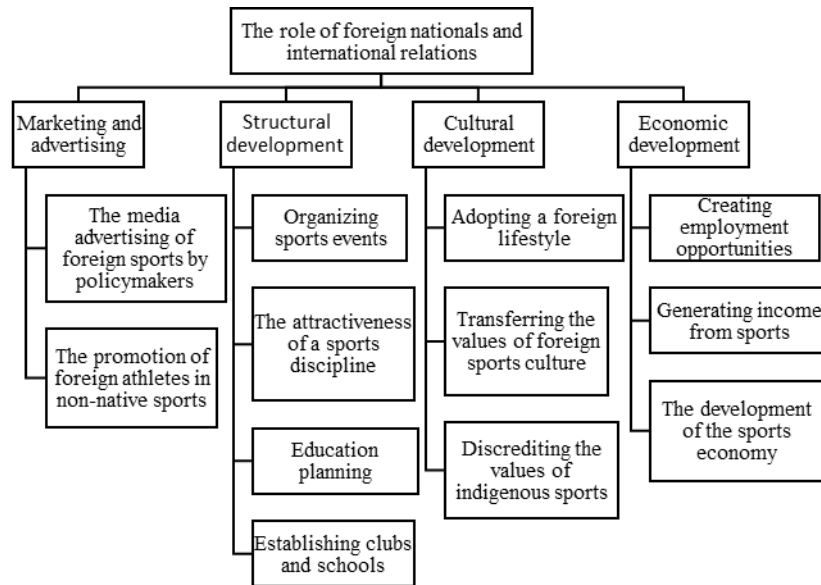 The role of foreign nationals and
international relations
Marketing and
advertising
The media
advertising of
foreign sports by
policymakers
The promotion of
foreign athletes in
non-native sports
Structural
development
Organizing
sports events
The attractiveness
of a sports
discipline
Education
planning
Establishing clubs
and schools
Cultural
development
Adopting a foreign
lifestyle
Transferring the
values of foreign
sports culture
Discrediting the
values of
indigenous sports
Economic
development
Creating
employment
opportunities
Generating income
from sports
The development
of the sports
economy